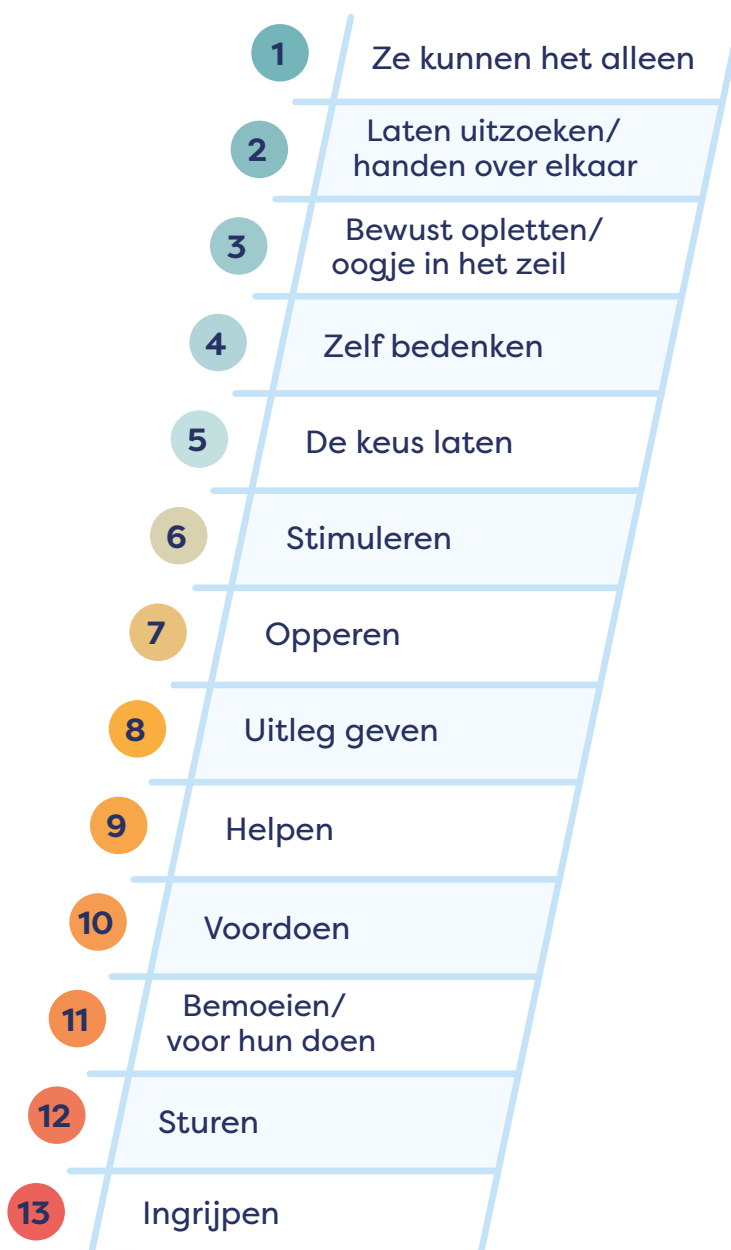 1
Ze kunnen het alleen
2
Laten uitzoeken/
handen over elkaar
3
Bewust opletten/
oogje in het zeil
4
Zelf bedenken
5
De keus laten
6
Stimuleren
7
Opperen
8
Uitleg geven
9
Helpen
10
Voordoen
11
Bemoeien/
voor hun doen
12
Sturen
13
Ingrijpen